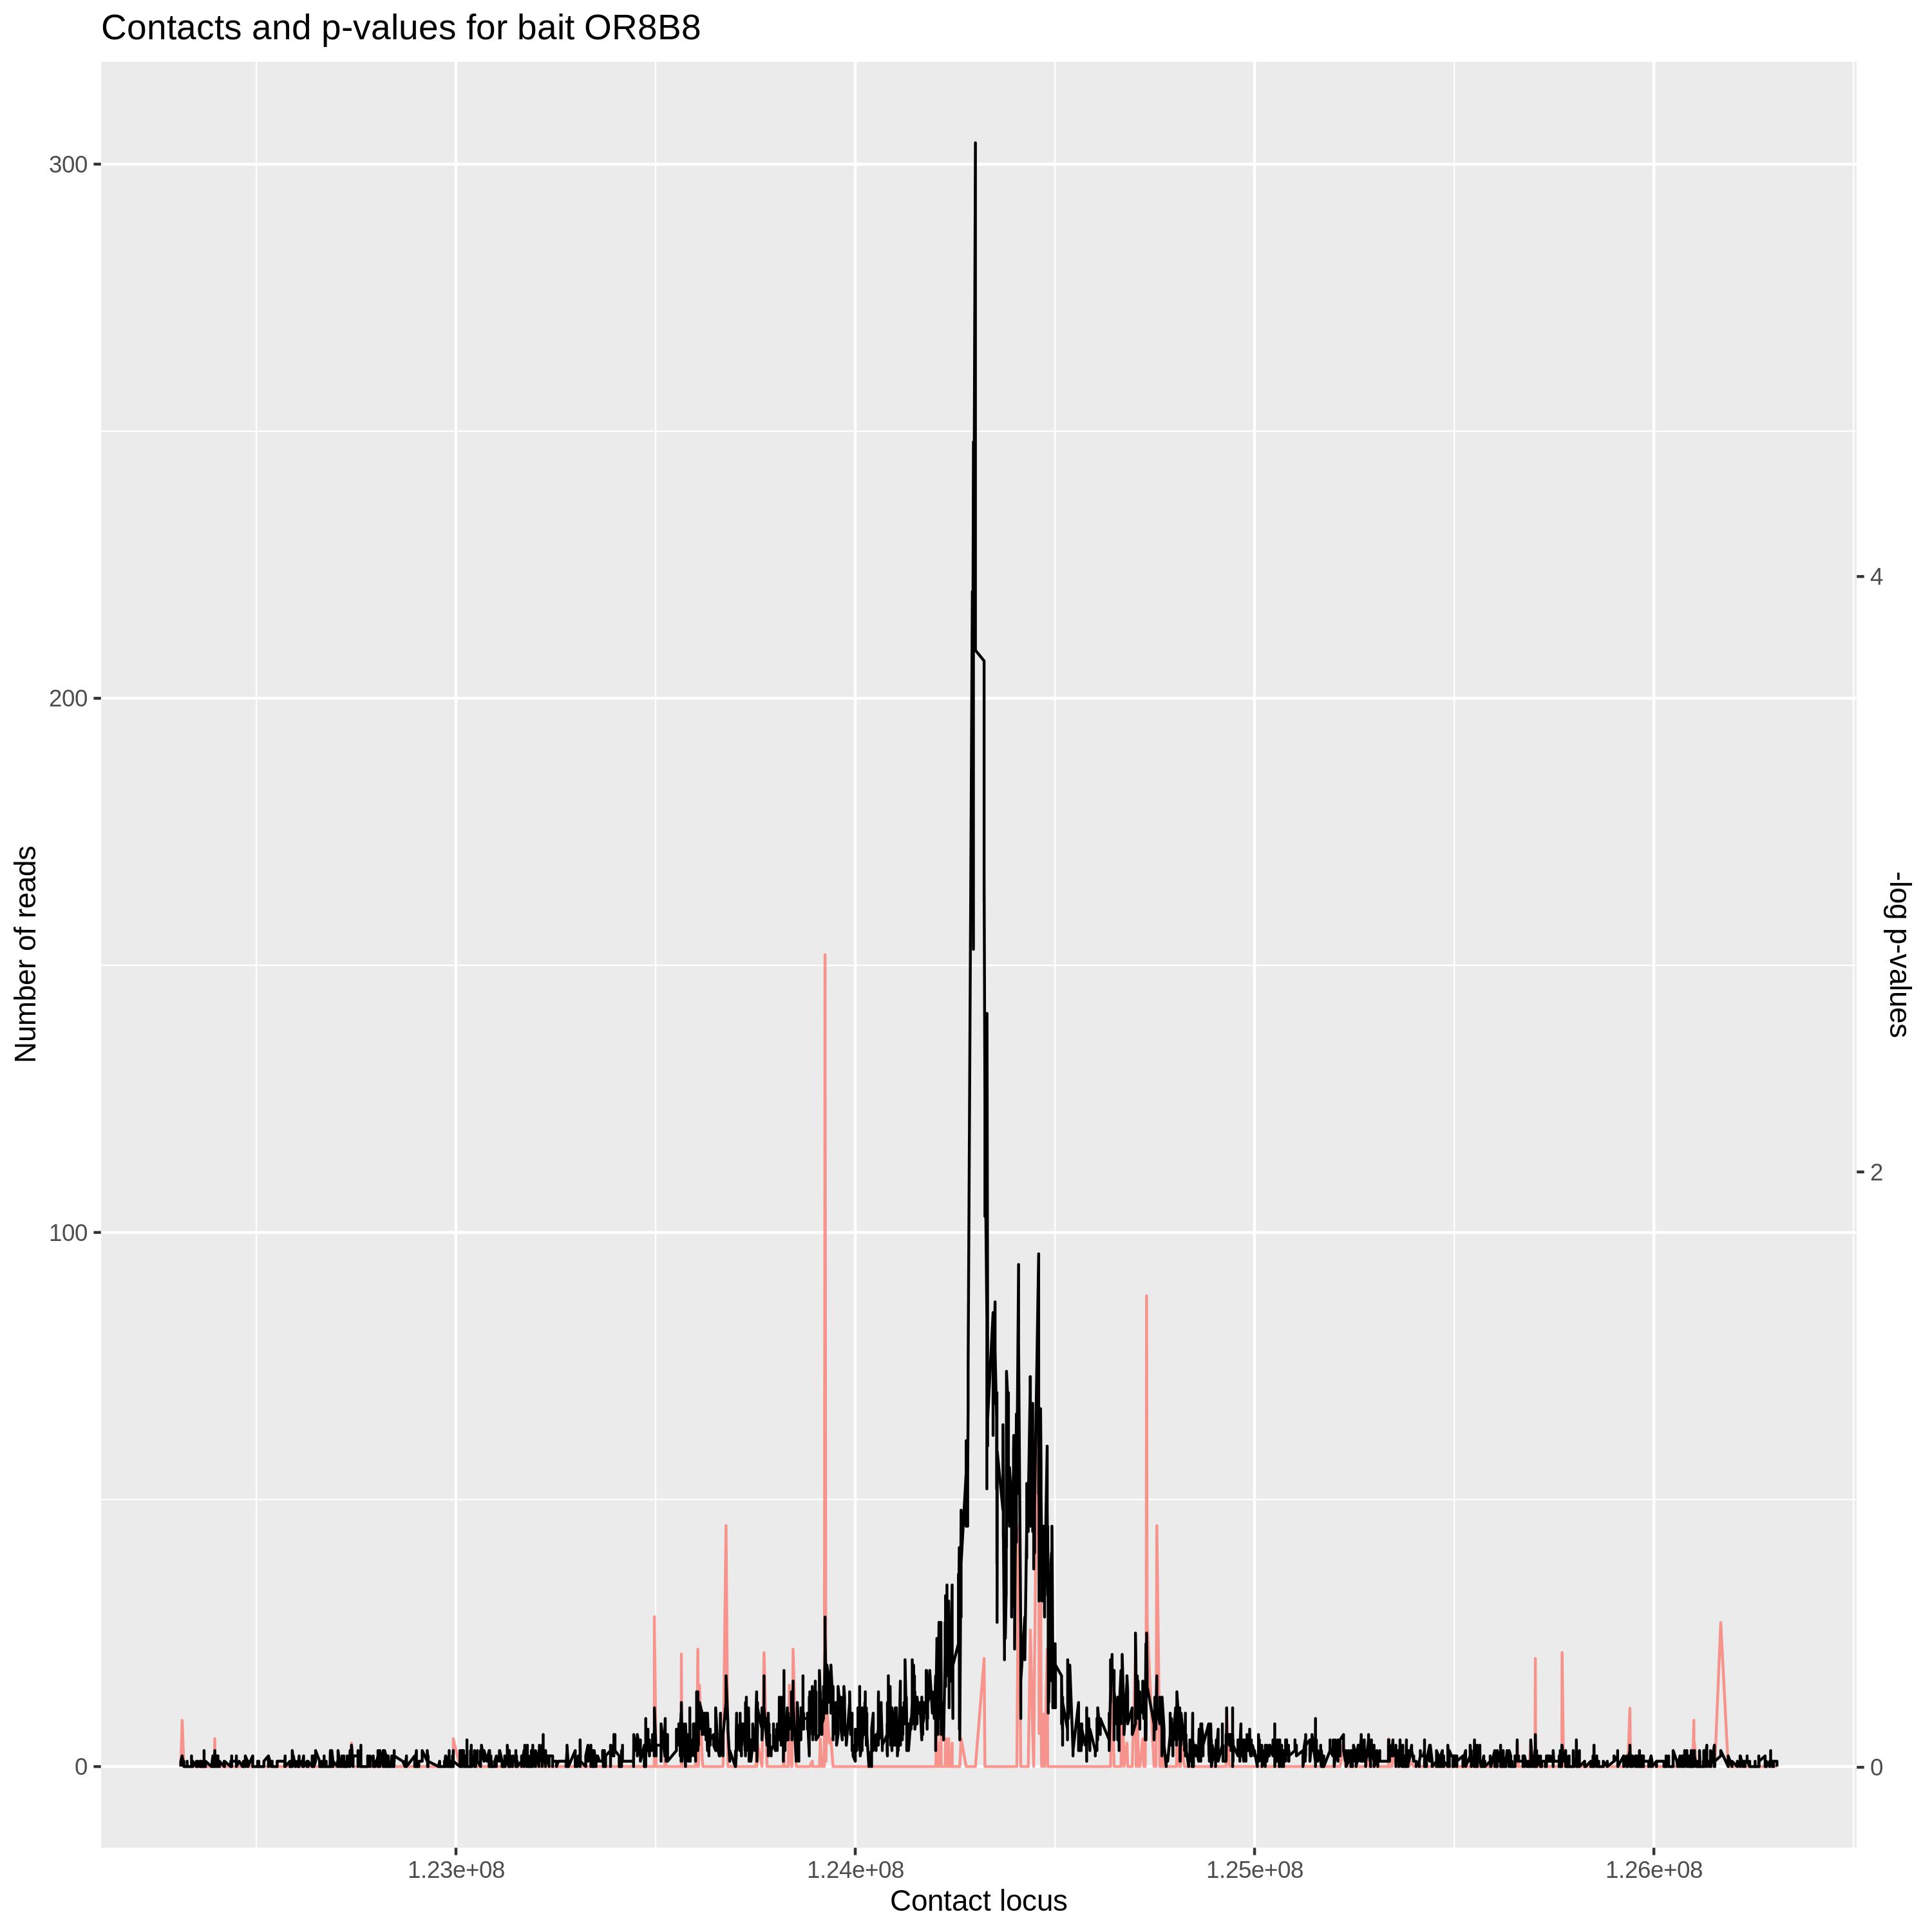 Contacts and p-values for bait OR8B8
300
200
100
0
Number of reads
4
2
0
-log p-values
1.23e+08
1.24e+08
1.25e+08
1.26e+08
Contact locus